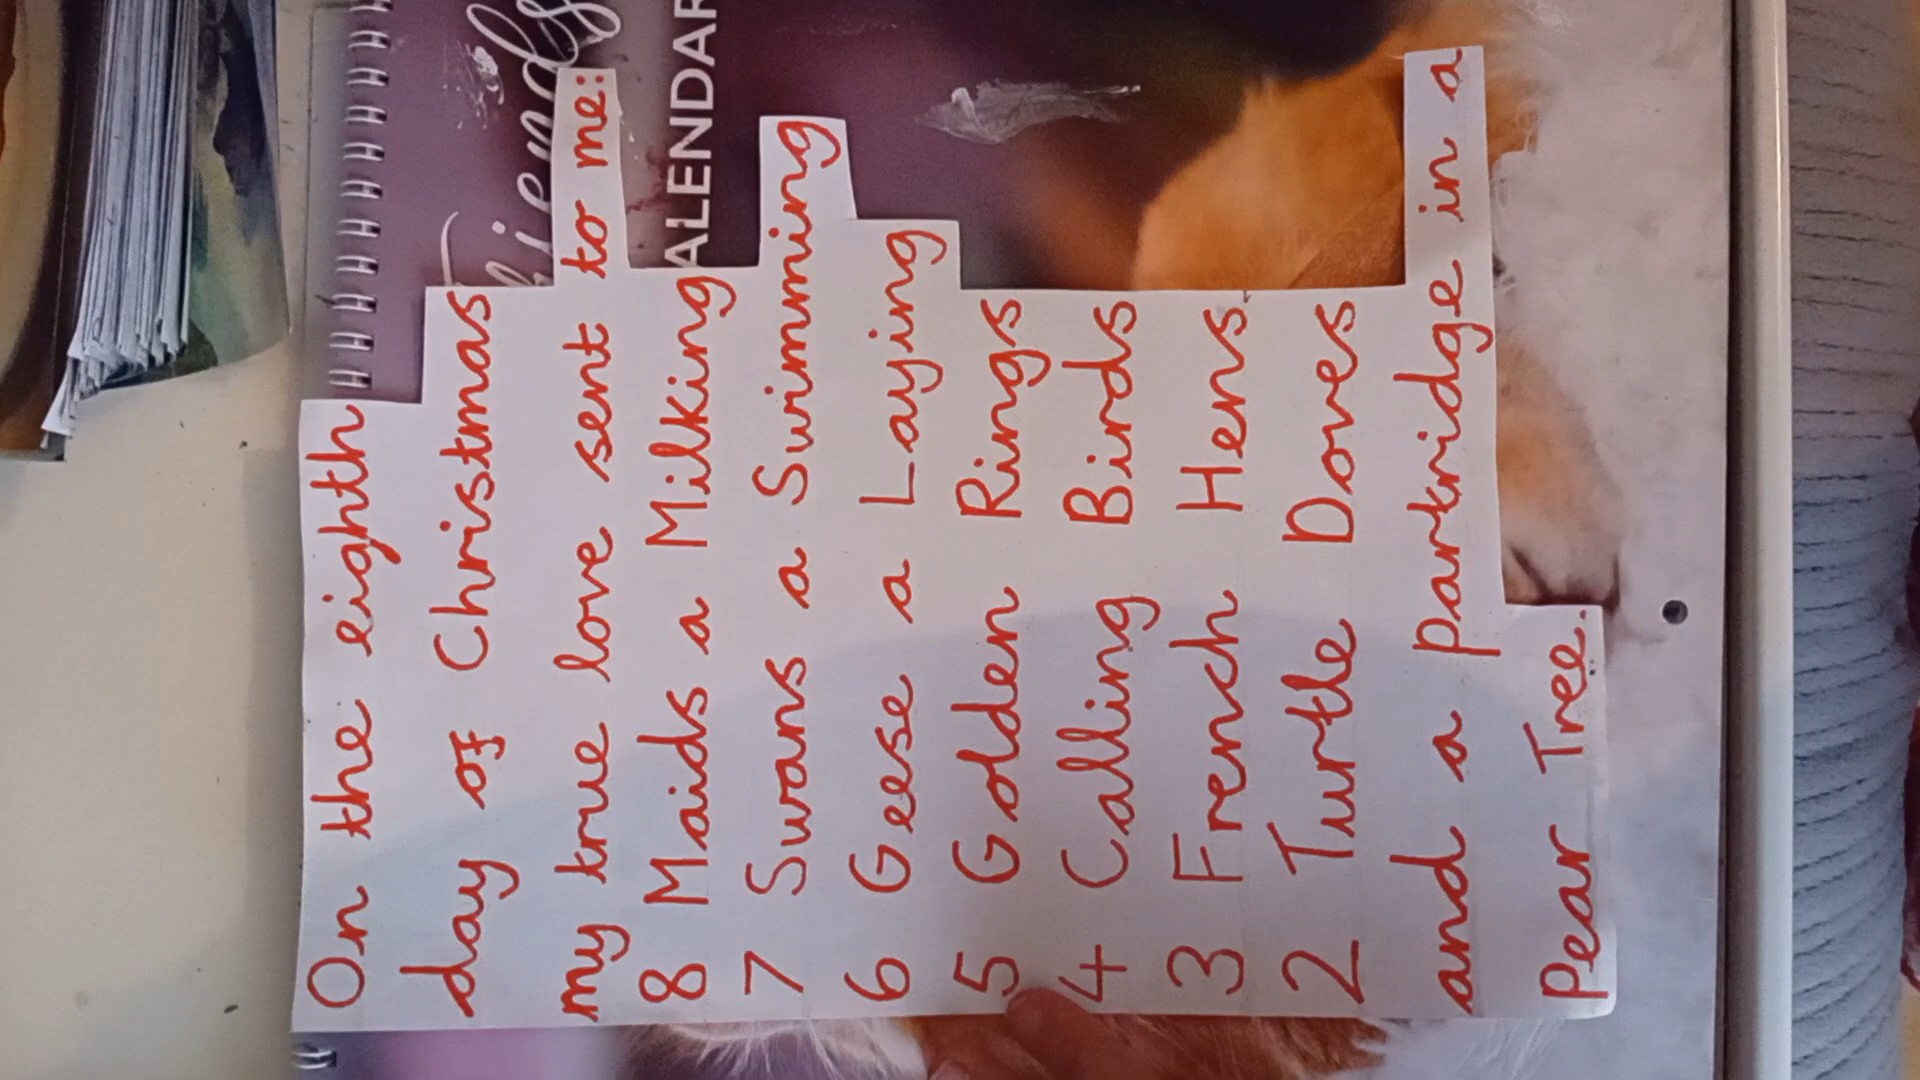 On the eighth
day of Christmas
my true love sent to me:
8 Maids a Milking
7 Swans a Swimming
6 Geese a Laying
5 Golden Rings
4 Calling Birds
3 French Hens
2 Turtle Doves
and a partridge in a
Pear Tree.
ALENDAR